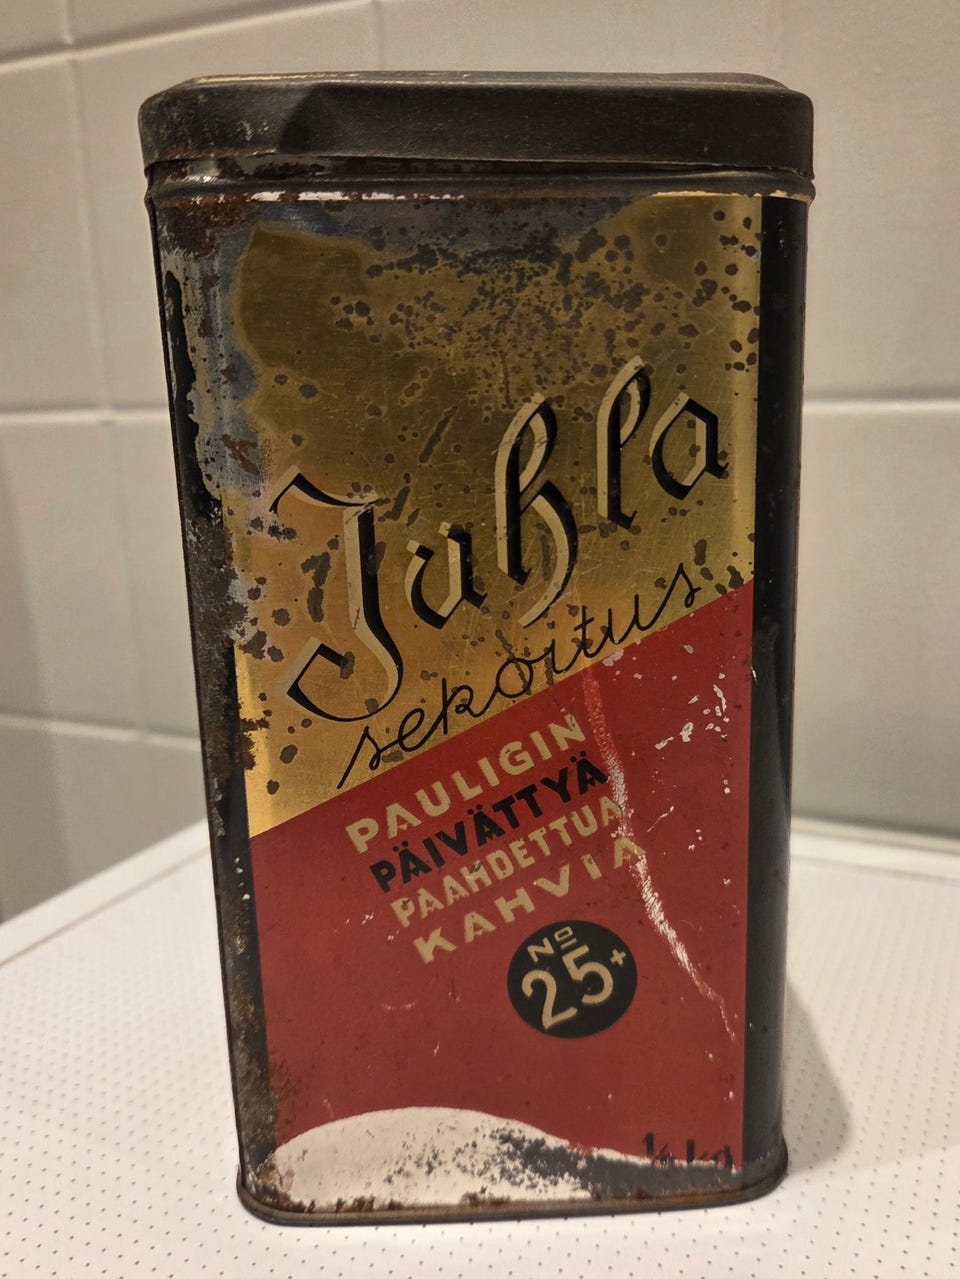 Juhla
sekoitus
PAULIGIN
PÄIVÄTTYÄ
PAAHDETTUA
KAHVIA
No
25+